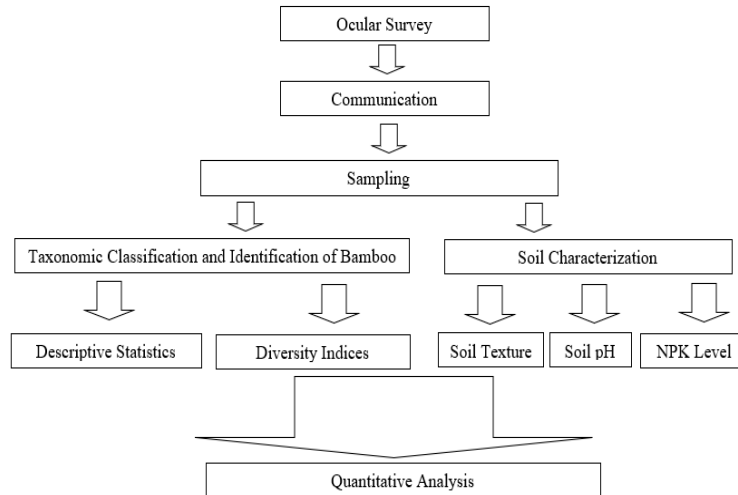 Ocular Survey
Communication
Sampling
Taxonomic Classification and Identification of Bamboo
Soil Characterization
Descriptive Statistics
Diversity Indices
Soil Texture
Soil pH
NPK Level
Quantitative Analysis